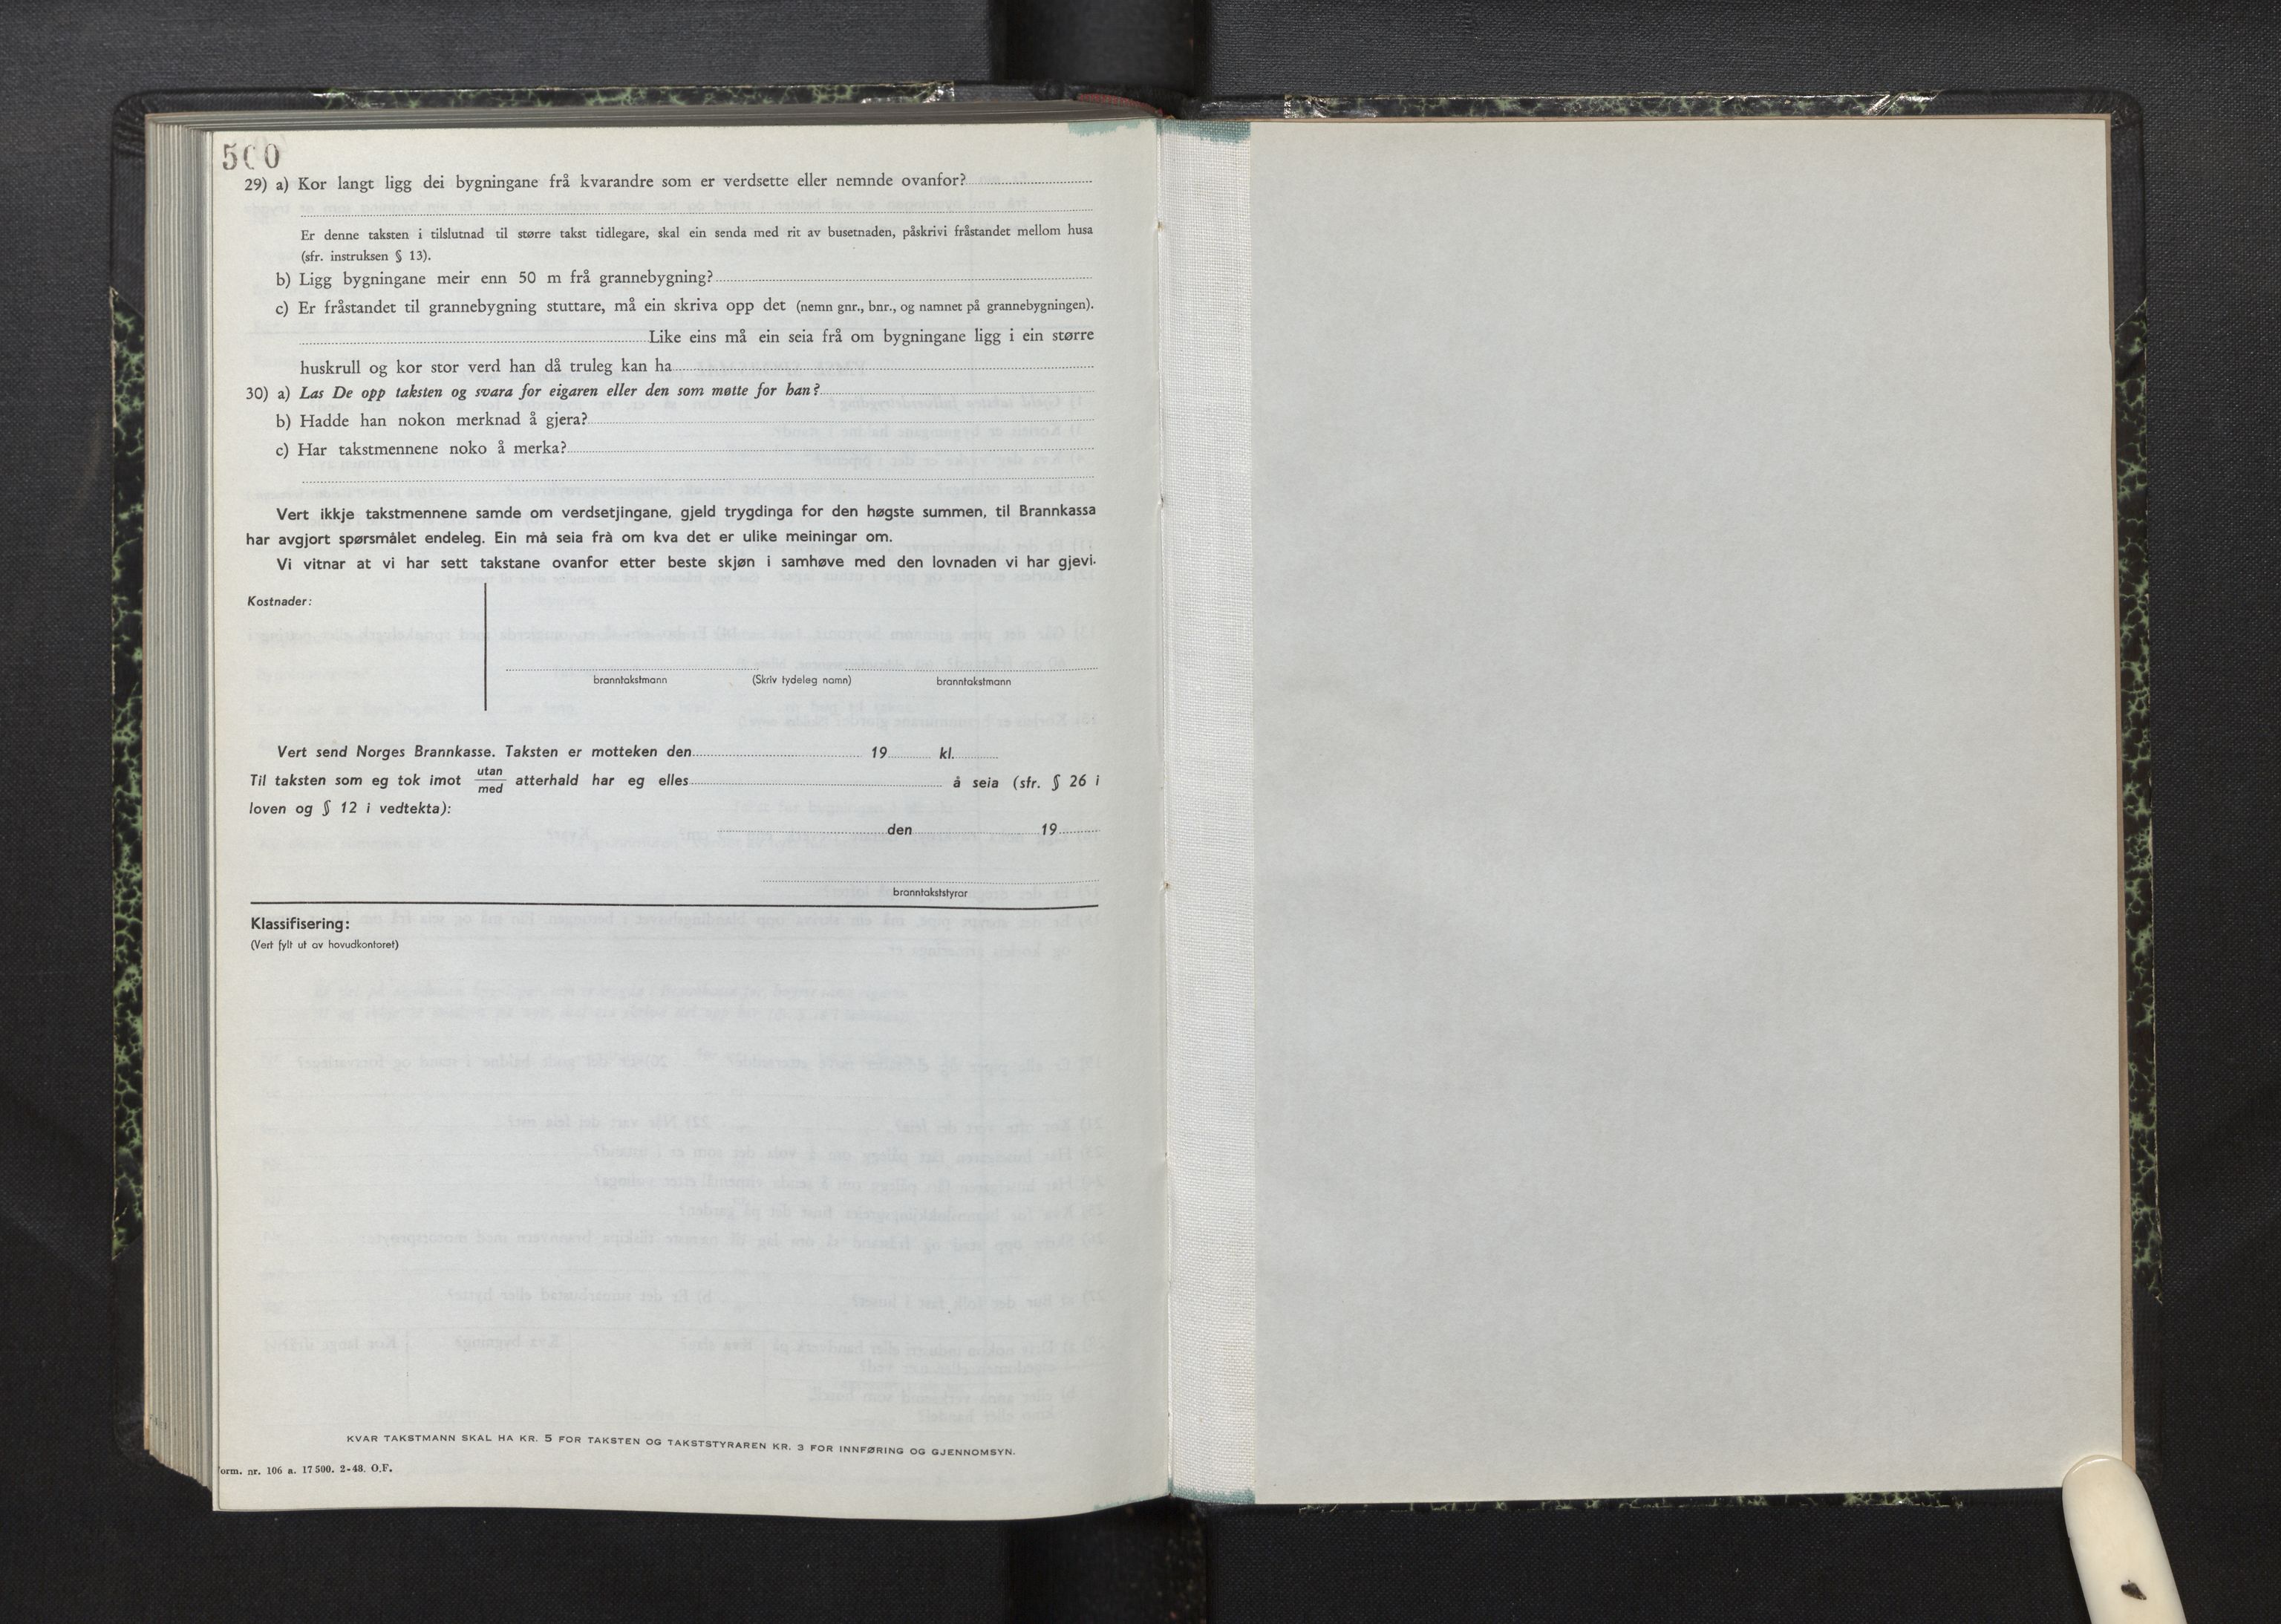 500
29) a) Kor langt ligg dei bygningane frå kvarandre som er verdsette eller nemnde ovanfor?
Er denne taksten i tilslutnad til større takst tidlegare, skal ein senda med rit av busetnaden, påskrivi fråstandet mellom husa
(sfr. instruksen § 13).
b) Ligg bygningane meir enn 50 m frå grannebygning?
c) Er fråstandet til grannebygning stuttare, må ein skriva opp det (nemn gnr., bnr., og namnet på grannebygningen).
Like eins må ein seia frå om bygningane ligg i ein større
huskrull og kor stor verd han då truleg kan ha
30) a) Las De opp taksten og svara for eigaren eller den som møtte for han?
b) Hadde han nokon merknad å gjera?
c) Har takstmennene noko å merka?
Vert ikkje takstmennene samde om verdsetjingane, gjeld trygdinga for den høgste summen, til Brannkassa
har avgjort spørsmålet endeleg. Ein må seia frå om kva det er ulike meiningar om.
Vi vitnar at vi har sett takstane ovanfor etter beste skjøn i samhøve med den lovnaden vi har gjevi.
Kostnader:
branntakstmann (Skriv tydeleg namn) branntakstmann
Vert send Norges Brannkasse. Taksten er motteken den 19 kl.
Til taksten som eg tok imot utan/med atterhald har eg elles å seia (sfr. § 26 i
loven og § 12 i vedtekta):
den 19
branntakststyrar
Klassifisering:
(Vert fylt ut av hovudkontoret)
KVAR TAKSTMANN SKAL HA KR. 5 FOR TAKSTEN OG TAKSTSTYRAREN KR. 3 FOR INNFØRING OG GJENNOMSYN.
orm. nr. 106 a. 17 500. 2-48. O.F.